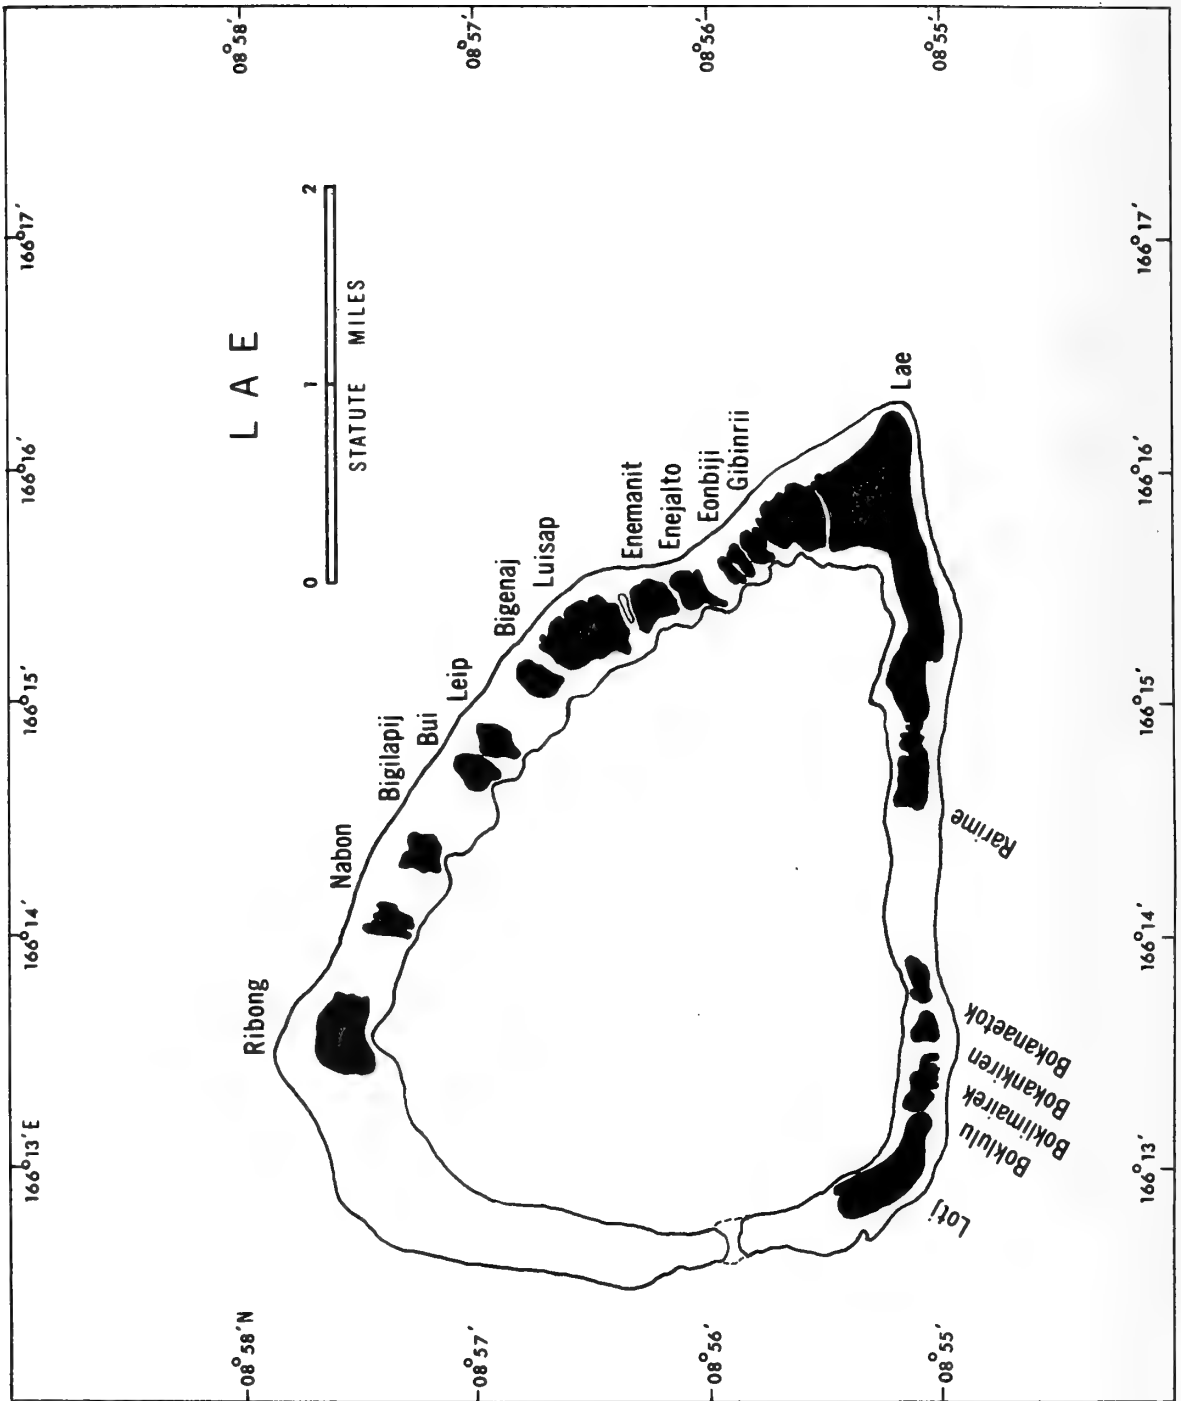 LAE
0 1 2
STATUTE MILES
166°13′E
166°14′
166°15′
166°16′
166°17′
08°58′
08°57′
08°56′
08°55′
08°58′N
08°57′
08°56′
08°55′
166°13′
166°14′
166°15′
166°16′
166°17′
Ribong
Nabon
Bigilapij
Bui
Leip
Bigenaj
Luisap
Enemanit
Enejalto
Eonbiji
Gibinrii
Lae
Rarime
Bokanaetok
Bokankiren
Boklimairek
Boklulu
Lotj